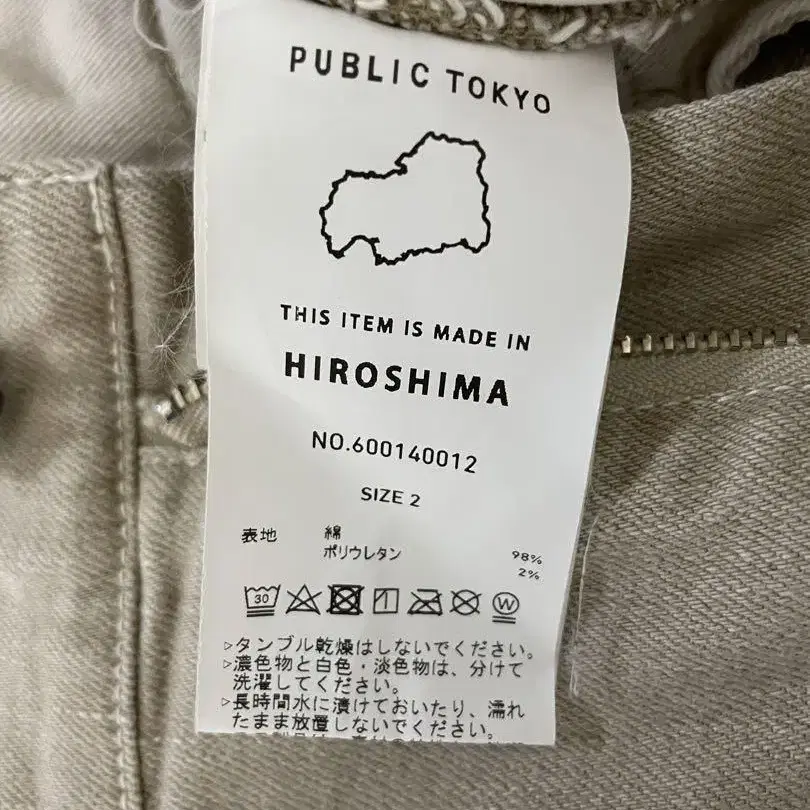 PUBLIC TOKYO
THIS ITEM IS MADE IN
HIROSHIMA
NO.600140012
SIZE 2
表地 綿 98%
ポリウレタン 2%
30 W
▷タンブル乾燥はしないでください。
▷濃色物と白色・淡色物は、分けて
洗濯してください。
▷長時間水に漬けておいたり、濡れ
たまま放置しないでください。